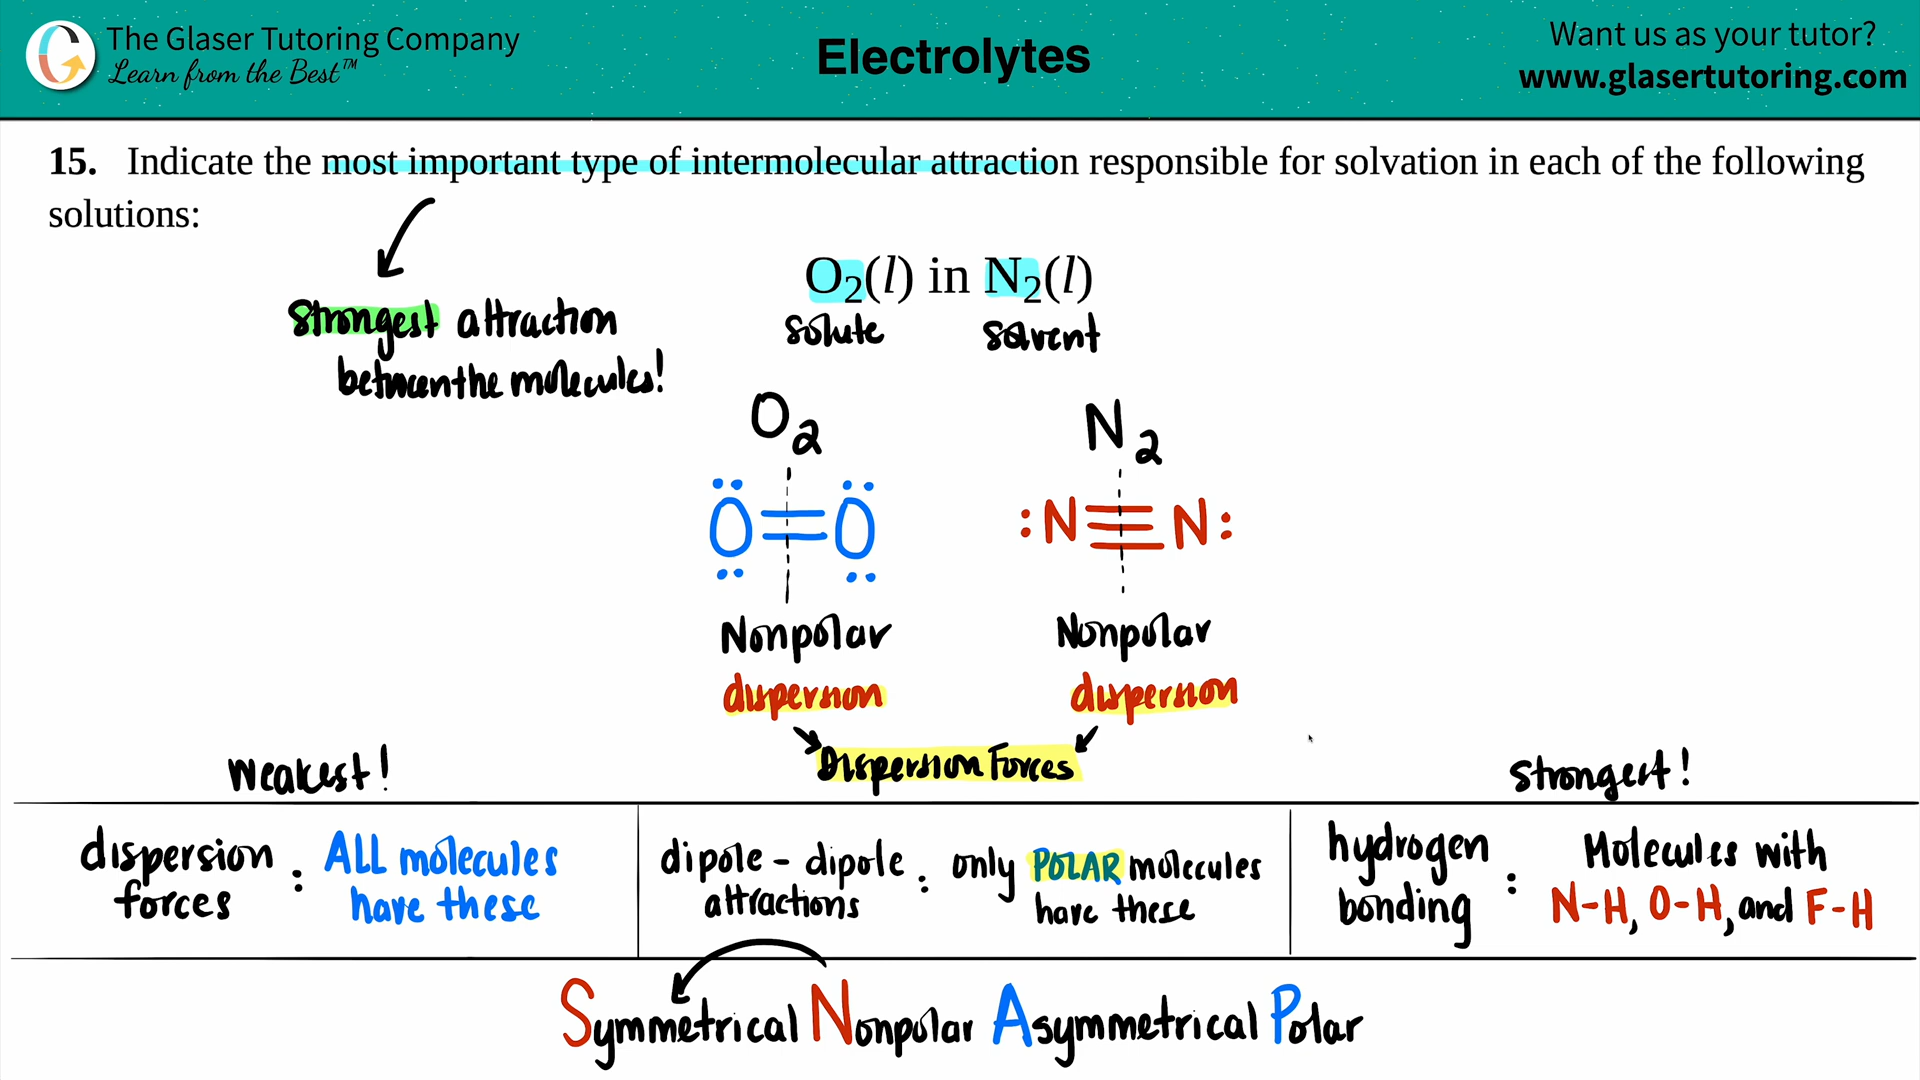 The Glaser Tutoring Company
Learn from the Best™
Electrolytes
Want us as your tutor?
www.glasertutoring.com
15. Indicate the most important type of intermolecular attraction responsible for solvation in each of the following
solutions:
O₂(l) in N₂(l)
solute solvent
Strongest attraction
between the molecules!
O₂ N₂
O=O :N≡N:
Nonpolar Nonpolar
dispersion dispersion
Dispersion Forces
Weakest! Strongest!
dispersion forces : ALL molecules have these
dipole-dipole attractions : only POLAR molecules have these
hydrogen bonding : Molecules with N-H, O-H, and F-H
Symmetrical Nonpolar Asymmetrical Polar